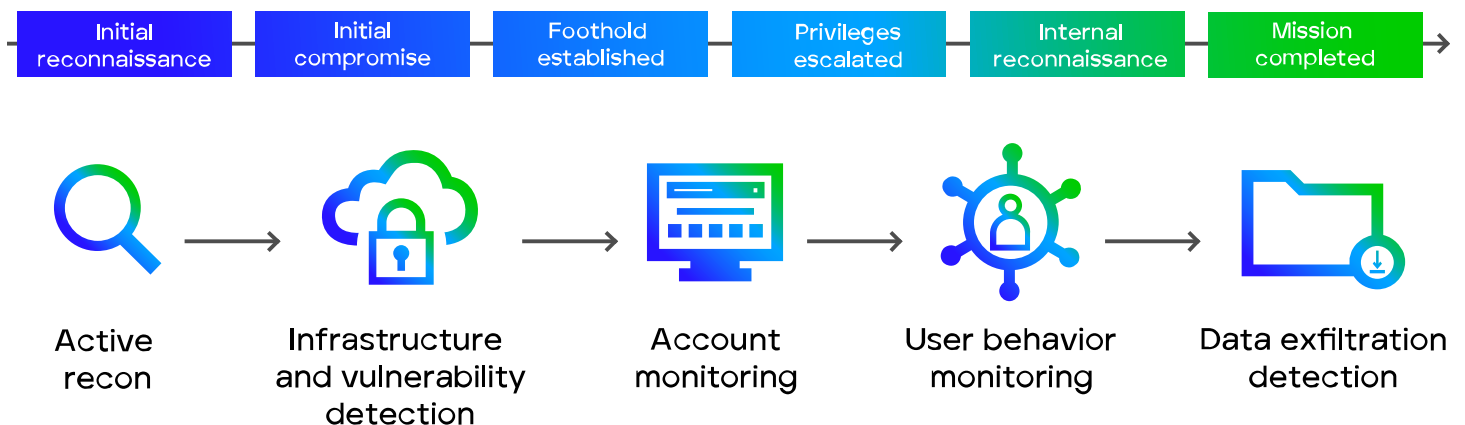 Initial
reconnaissance
Initial
compromise
Foothold
established
Privileges
escalated
Internal
reconnaissance
Mission
completed
Active
recon
Infrastructure
and vulnerability
detection
Account
monitoring
User behavior
monitoring
Data exfiltration
detection